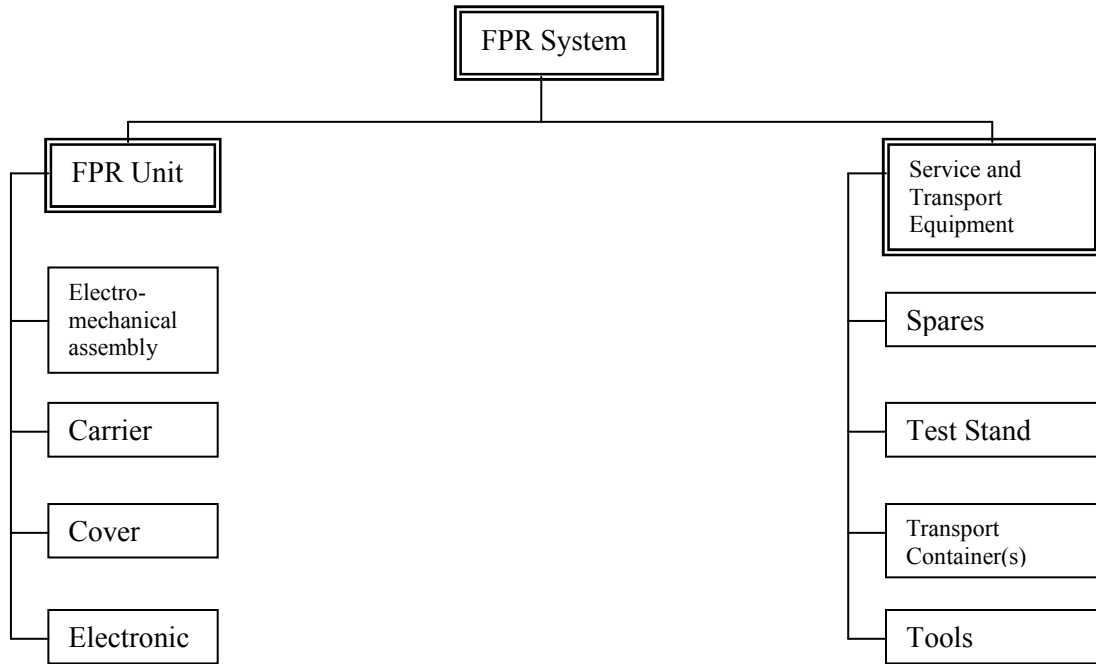 FPR System
FPR Unit
Electro-
mechanical
assembly
Carrier
Cover
Electronic
Service and
Transport
Equipment
Spares
Test Stand
Transport
Container(s)
Tools